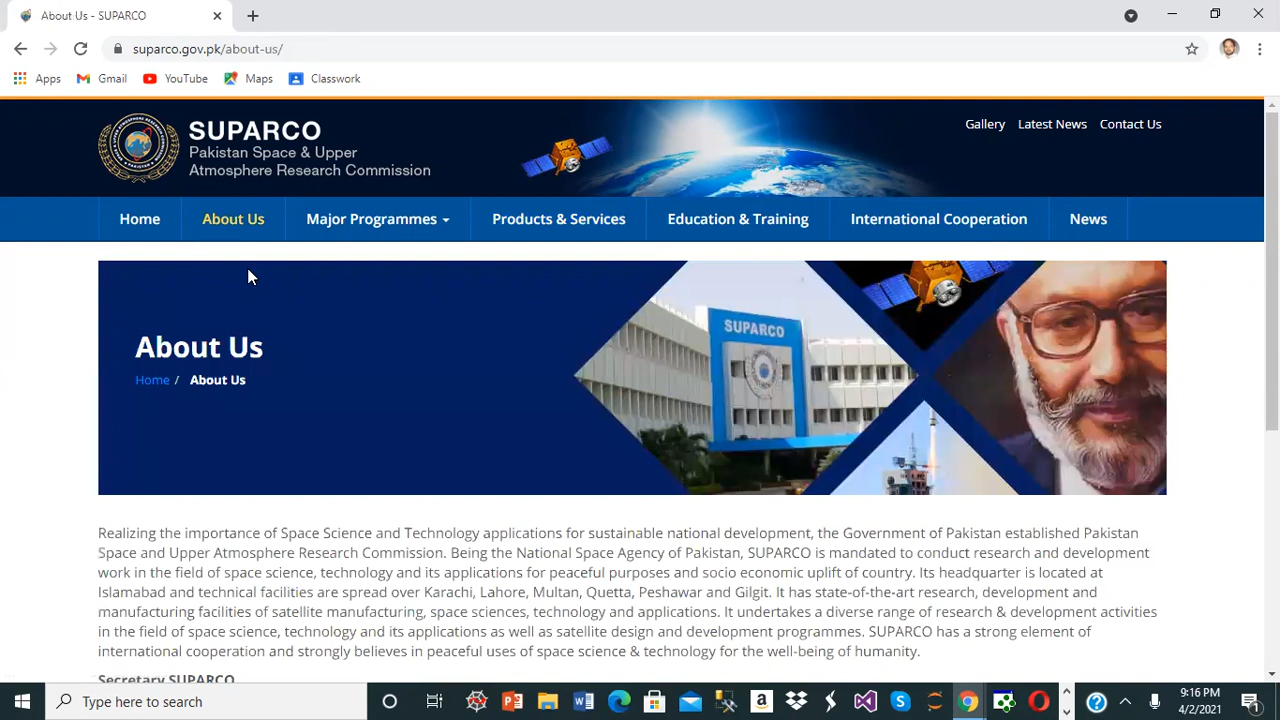 About Us - SUPARCO
suparco.gov.pk/about-us/
Apps Gmail YouTube Maps Classwork
SUPARCO
Pakistan Space & Upper
Atmosphere Research Commission
Gallery Latest News Contact Us
Home About Us Major Programmes Products & Services Education & Training International Cooperation News
SUPARCO
About Us
Home / About Us
Realizing the importance of Space Science and Technology applications for sustainable national development, the Government of Pakistan established Pakistan
Space and Upper Atmosphere Research Commission. Being the National Space Agency of Pakistan, SUPARCO is mandated to conduct research and development
work in the field of space science, technology and its applications for peaceful purposes and socio economic uplift of country. Its headquarter is located at
Islamabad and technical facilities are spread over Karachi, Lahore, Multan, Quetta, Peshawar and Gilgit. It has state-of-the-art research, development and
manufacturing facilities of satellite manufacturing, space sciences, technology and applications. It undertakes a diverse range of research & development activities
in the field of space science, technology and its applications as well as satellite design and development programmes. SUPARCO has a strong element of
international cooperation and strongly believes in peaceful uses of space science & technology for the well-being of humanity.
Secretary SUPARCO
Type here to search
9:16 PM
4/2/2021
1